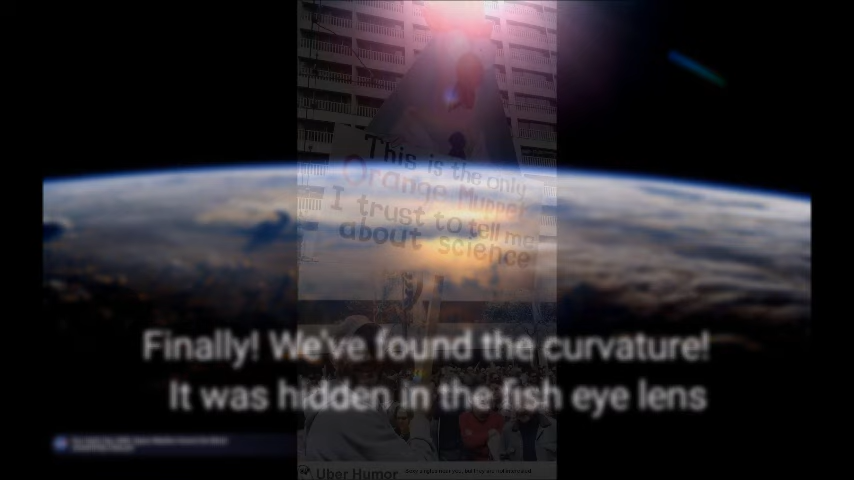 This is the only
Orange Muppet
I trust to tell me
about science
Finally! We've found the curvature!
It was hidden in the fish eye lens
Uber Humor